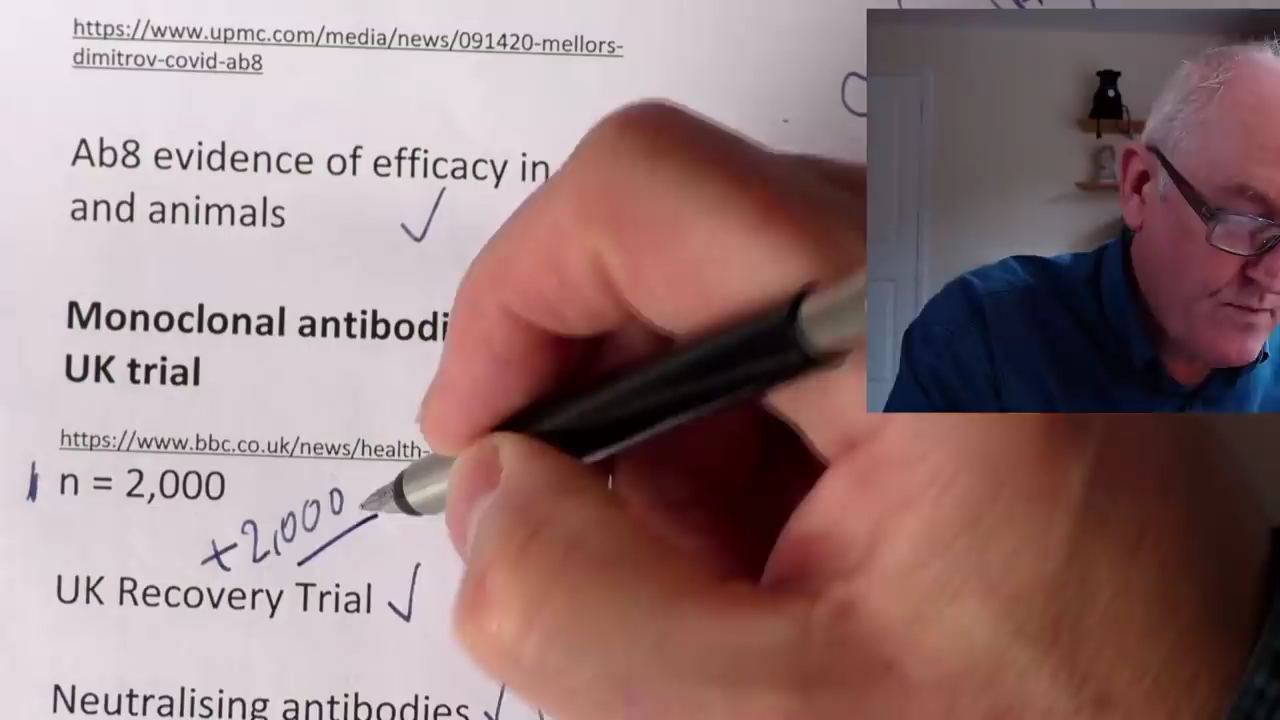 https://www.upmc.com/media/news/091420-mellors-
dimitrov-covid-ab8
Ab8 evidence of efficacy in
and animals
Monoclonal antibodi
UK trial
https://www.bbc.co.uk/news/health-
n = 2,000
+2,000
UK Recovery Trial
Neutralising antibodies